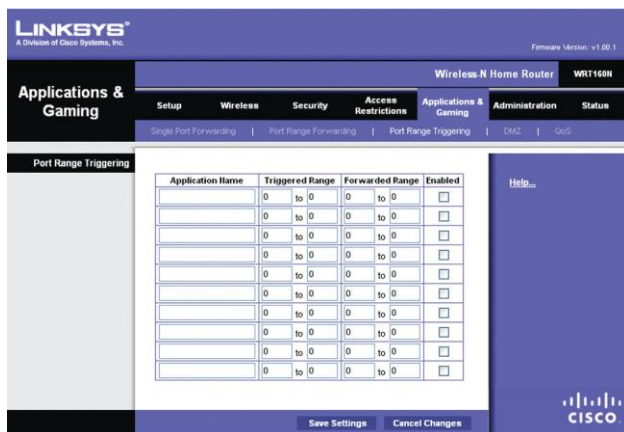 LINKSYS®
A Division of Cisco Systems, Inc.
Firmware Version: v1.00.1
Wireless-N Home Router WRT160N
Applications & Gaming
Setup Wireless Security Access Restrictions Applications & Gaming Administration Status
Single Port Forwarding | Port Range Forwarding | Port Range Triggering | DMZ | QoS
Port Range Triggering
Application Name Triggered Range Forwarded Range Enabled
0 to 0 0 to 0
0 to 0 0 to 0
0 to 0 0 to 0
0 to 0 0 to 0
0 to 0 0 to 0
0 to 0 0 to 0
0 to 0 0 to 0
0 to 0 0 to 0
0 to 0 0 to 0
0 to 0 0 to 0
Help...
Save Settings Cancel Changes
CISCO.